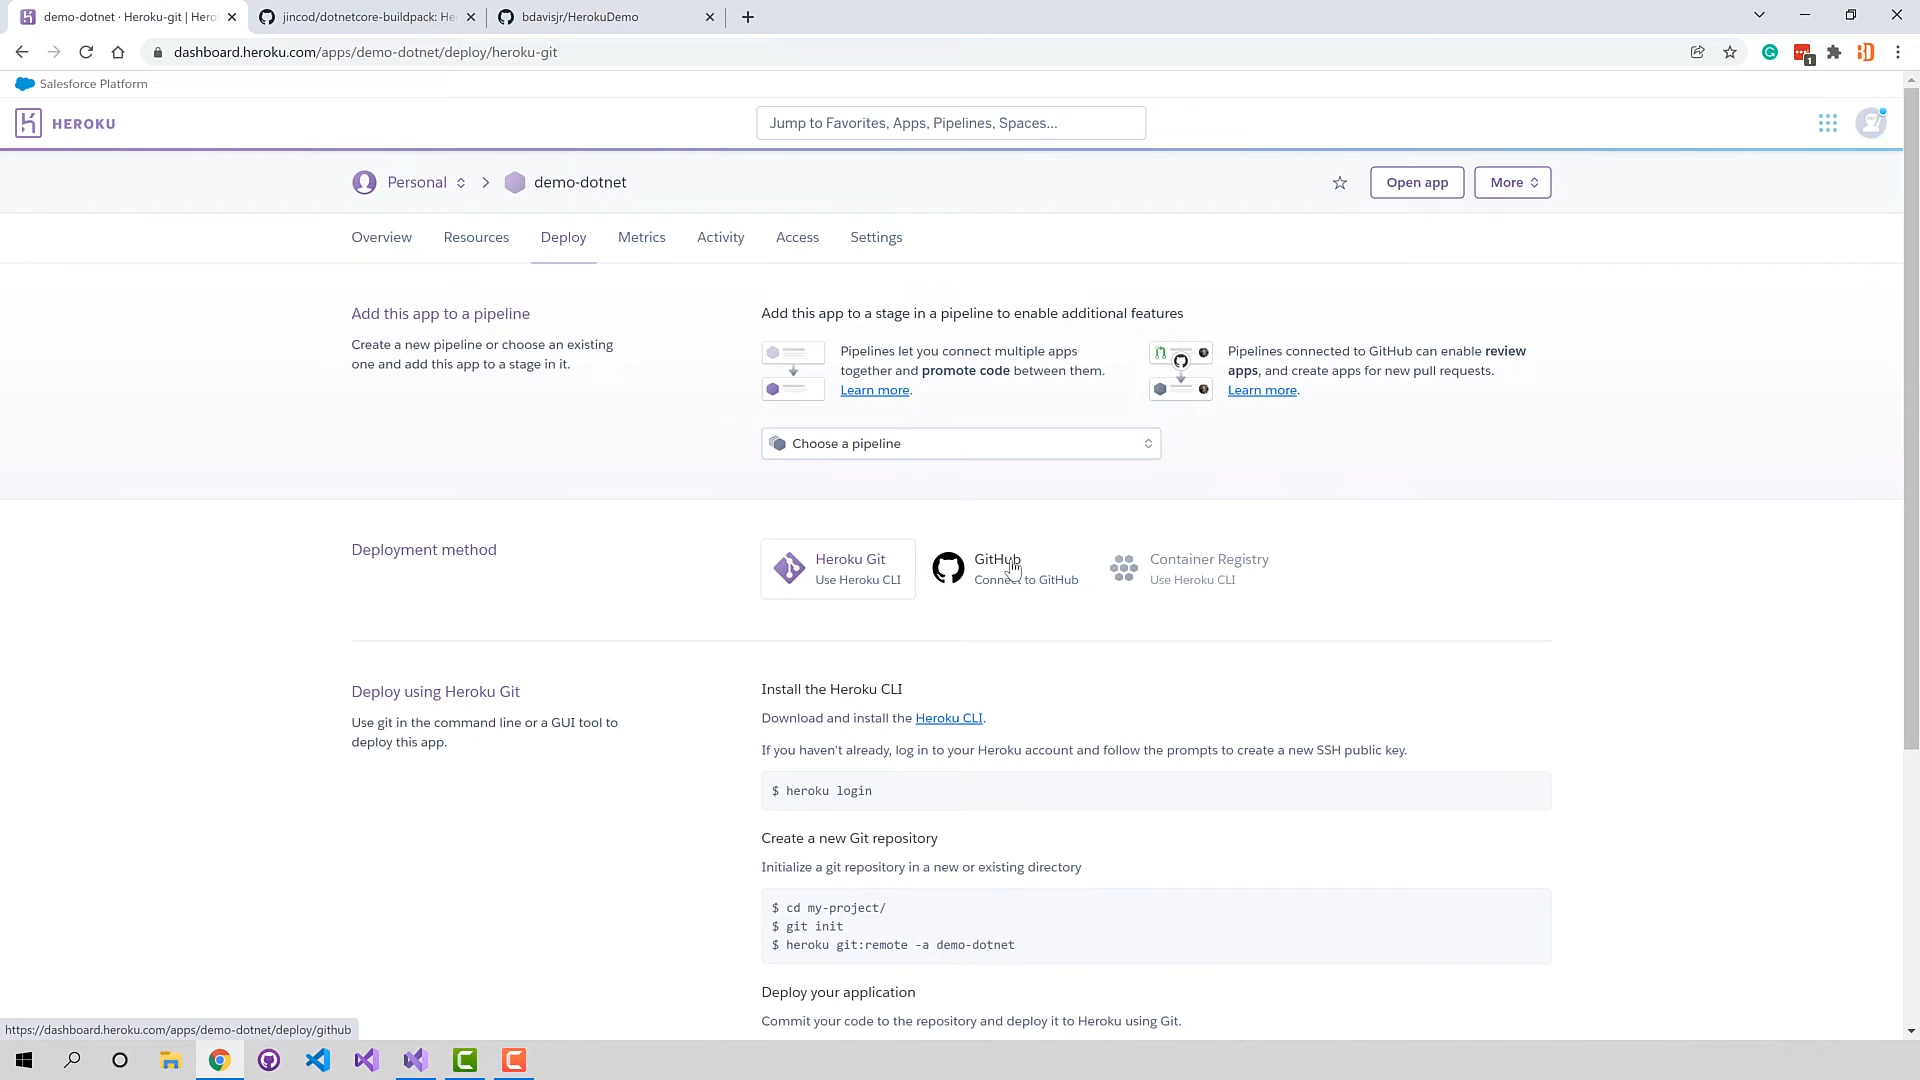 demo-dotnet · Heroku-git | Hero
jincod/dotnetcore-buildpack: He
bdavisjr/HerokuDemo
dashboard.heroku.com/apps/demo-dotnet/deploy/heroku-git
1
Salesforce Platform
HEROKU
Jump to Favorites, Apps, Pipelines, Spaces...
Personal
demo-dotnet
Open app
More
Overview
Resources
Deploy
Metrics
Activity
Access
Settings
Add this app to a pipeline
Create a new pipeline or choose an existing
one and add this app to a stage in it.
Add this app to a stage in a pipeline to enable additional features
Pipelines let you connect multiple apps
together and promote code between them.
Learn more.
Pipelines connected to GitHub can enable review
apps, and create apps for new pull requests.
Learn more.
Choose a pipeline
Deployment method
Heroku Git
Use Heroku CLI
GitHub
Connect to GitHub
Container Registry
Use Heroku CLI
Deploy using Heroku Git
Use git in the command line or a GUI tool to
deploy this app.
Install the Heroku CLI
Download and install the Heroku CLI.
If you haven't already, log in to your Heroku account and follow the prompts to create a new SSH public key.
$ heroku login
Create a new Git repository
Initialize a git repository in a new or existing directory
$ cd my-project/
$ git init
$ heroku git:remote -a demo-dotnet
Deploy your application
Commit your code to the repository and deploy it to Heroku using Git.
https://dashboard.heroku.com/apps/demo-dotnet/deploy/github